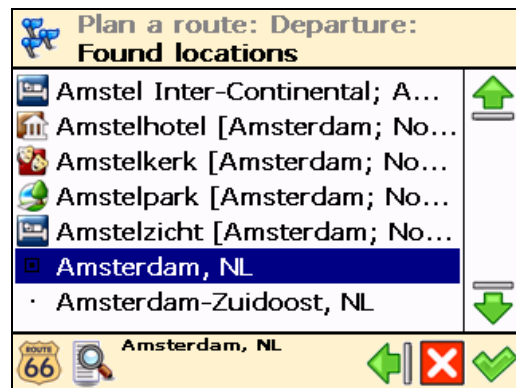 Plan a route: Departure:
Found locations
Amstel Inter-Continental; A...
Amstelhotel [Amsterdam; No...
Amstelkerk [Amsterdam; No...
Amstelpark [Amsterdam; No...
Amstelzicht [Amsterdam; No...
Amsterdam, NL
Amsterdam-Zuidoost, NL
ROUTE
66
Amsterdam, NL